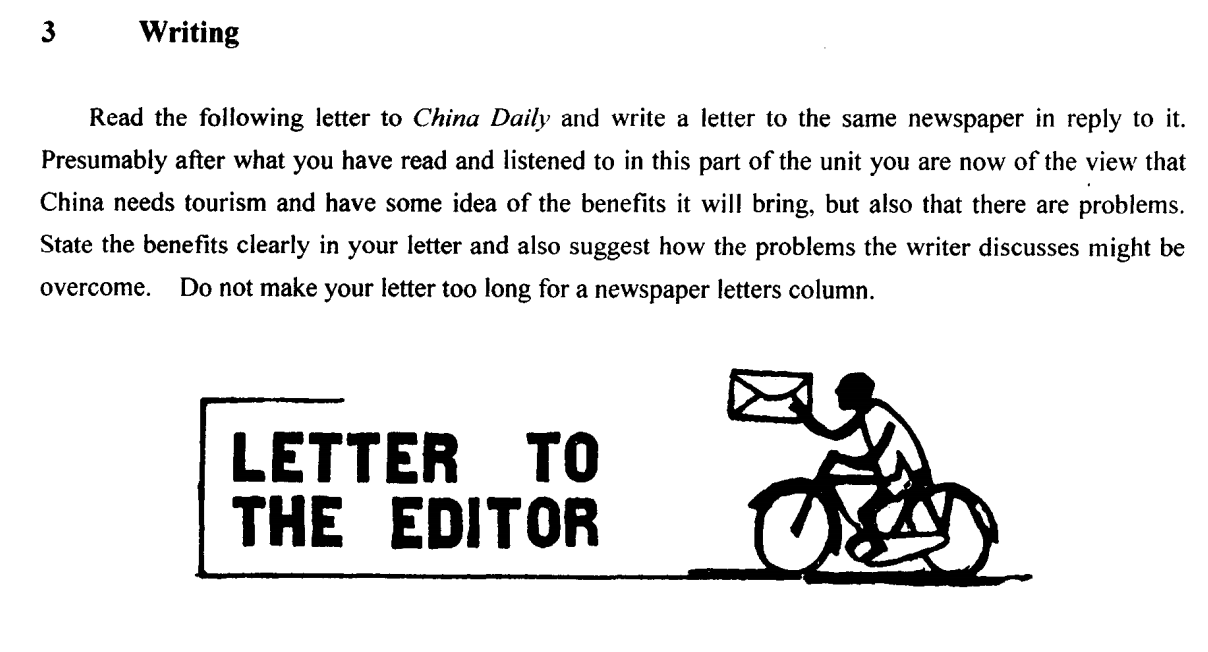 3 Writing
Read the following letter to China Daily and write a letter to the same newspaper in reply to it.
Presumably after what you have read and listened to in this part of the unit you are now of the view that
China needs tourism and have some idea of the benefits it will bring, but also that there are problems.
State the benefits clearly in your letter and also suggest how the problems the writer discusses might be
overcome. Do not make your letter too long for a newspaper letters column.
LETTER TO
THE EDITOR